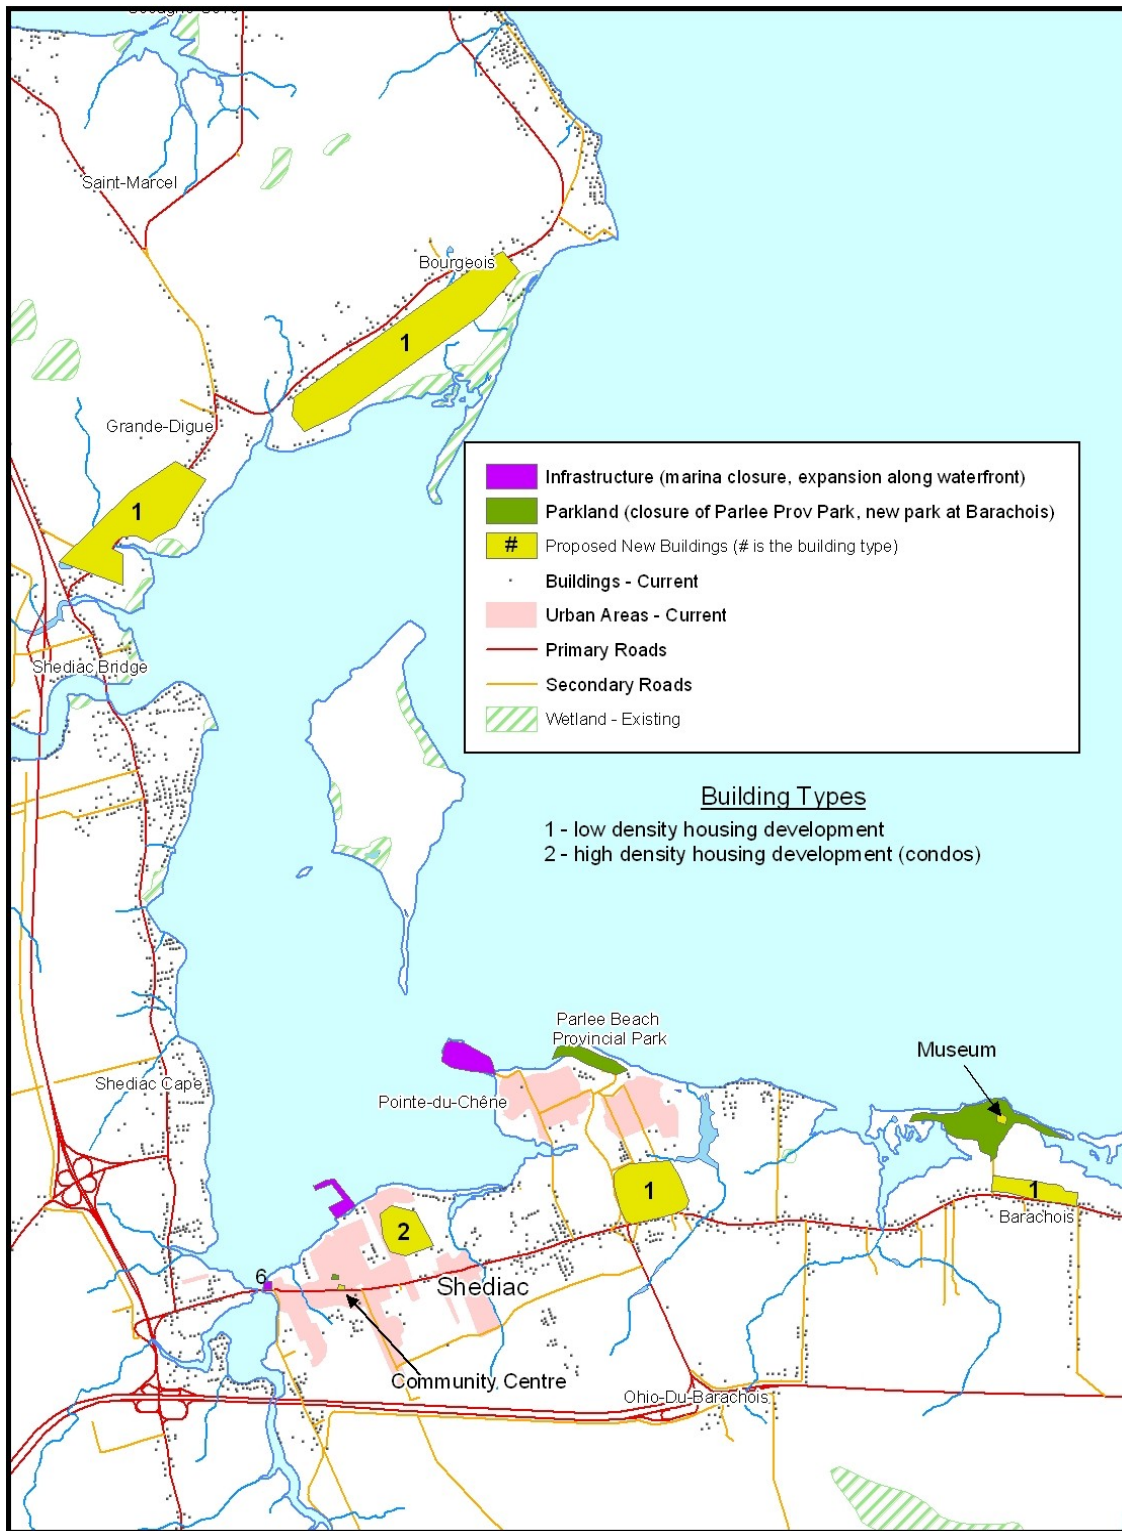 Saint-Marcel
Bourgeois
1
Grande-Digue
1
Infrastructure (marina closure, expansion along waterfront)
Parkland (closure of Parlee Prov Park, new park at Barachois)
# Proposed New Buildings (# is the building type)
Buildings - Current
Urban Areas - Current
Primary Roads
Secondary Roads
Wetland - Existing
Shediac Bridge
Building Types
1 - low density housing development
2 - high density housing development (condos)
Parlee Beach
Provincial Park
Museum
Shediac Cape
Pointe-du-Chêne
1
1
Barachois
2
6
Shediac
Community Centre
Ohio-Du-Barachois